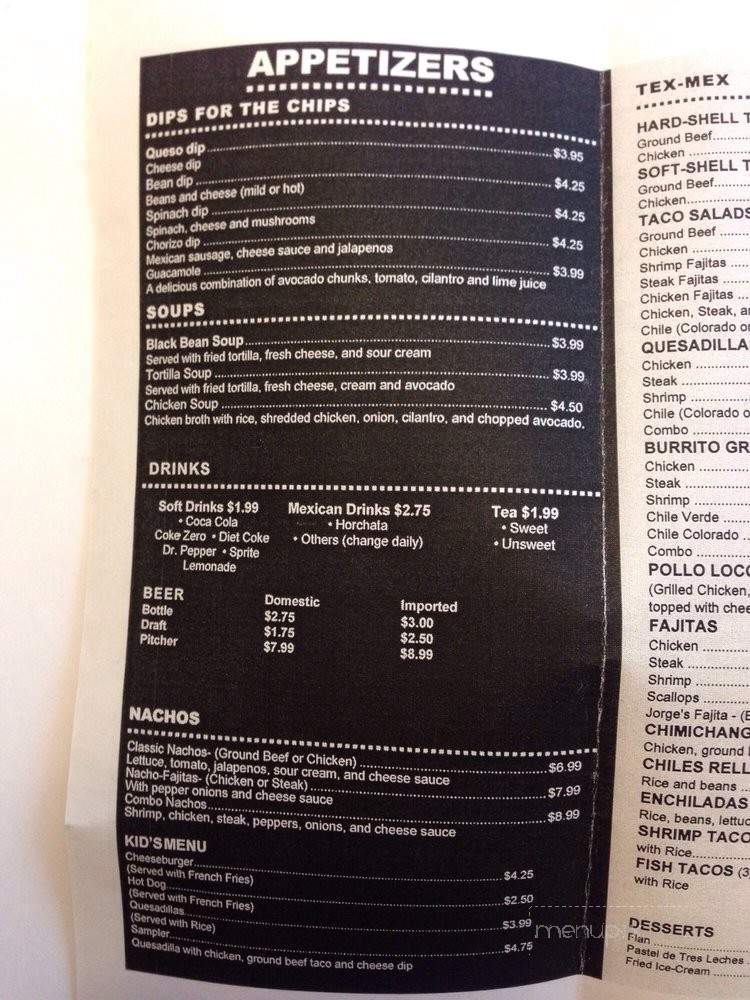 APPETIZERS
DIPS FOR THE CHIPS
Queso dip $3.95
Cheese dip
Bean dip $4.25
Beans and cheese (mild or hot)
Spinach dip $4.25
Spinach, cheese and mushrooms
Chorizo dip $4.25
Mexican sausage, cheese sauce and jalapenos
Guacamole $3.99
A delicious combination of avocado chunks, tomato, cilantro and lime juice
SOUPS
Black Bean Soup $3.99
Served with fried tortilla, fresh cheese, and sour cream
Tortilla Soup $3.99
Served with fried tortilla, fresh cheese, cream and avocado
Chicken Soup $4.50
Chicken broth with rice, shredded chicken, onion, cilantro, and chopped avocado.
DRINKS
Soft Drinks $1.99
• Coca Cola
Coke Zero • Diet Coke
Dr. Pepper • Sprite
Lemonade
Mexican Drinks $2.75
• Horchata
• Others (change daily)
Tea $1.99
• Sweet
• Unsweet
BEER Domestic Imported
Bottle $2.75 $3.00
Draft $1.75 $2.50
Pitcher $7.99 $8.99
NACHOS
Classic Nachos- (Ground Beef or Chicken) $6.99
Lettuce, tomato, jalapenos, sour cream, and cheese sauce
Nacho-Fajitas- (Chicken or Steak) $7.99
With pepper onions and cheese sauce
Combo Nachos $8.99
Shrimp, chicken, steak, peppers, onions, and cheese sauce
KID'S MENU
Cheeseburger $4.25
(Served with French Fries)
Hot Dog $2.50
(Served with French Fries)
Quesadillas $3.99
(Served with Rice)
Sampler $4.75
Quesadilla with chicken, ground beef taco and cheese dip
TEX-MEX
HARD-SHELL T
Ground Beef
Chicken
SOFT-SHELL T
Ground Beef
Chicken
TACO SALADS
Ground Beef
Chicken
Shrimp Fajitas
Steak Fajitas
Chicken Fajitas
Chicken, Steak, a
Chile (Colorado o
QUESADILLA
Chicken
Steak
Shrimp
Chile (Colorado o
Combo
BURRITO GR
Chicken
Steak
Shrimp
Chile Verde
Chile Colorado
Combo
POLLO LOCO
(Grilled Chicken,
topped with chee
FAJITAS
Chicken
Steak
Shrimp
Scallops
Jorge's Fajita - (
CHIMICHANG
Chicken, ground
CHILES RELL
Rice and beans
ENCHILADAS
Rice, beans, lettuc
SHRIMP TACO
with Rice
FISH TACOS (3
with Rice
DESSERTS
Flan
Pastel de Tres Leches
Fried Ice-Cream